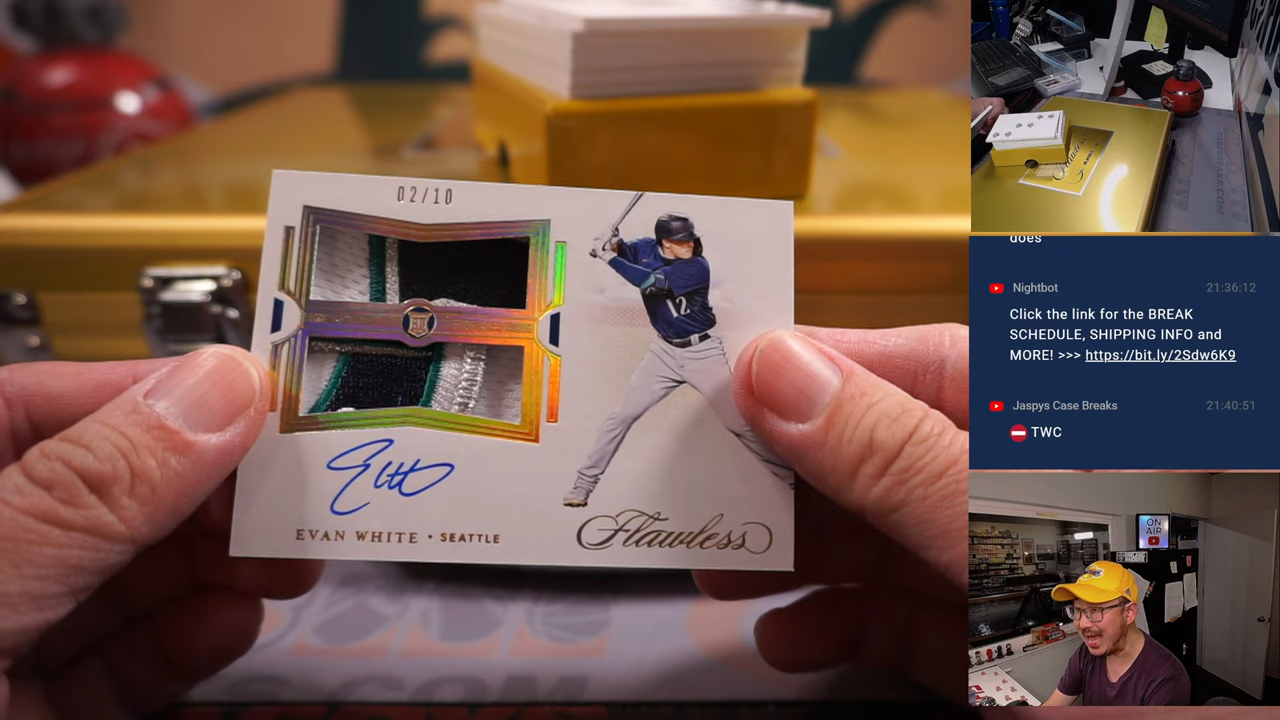 02/10
12
EVAN WHITE • SEATTLE
Flawless
Flawless
does
Nightbot 21:36:12
Click the link for the BREAK
SCHEDULE, SHIPPING INFO and
MORE! >>> https://bit.ly/2Sdw6K9
Jaspys Case Breaks 21:40:51
TWC
ON
AIR